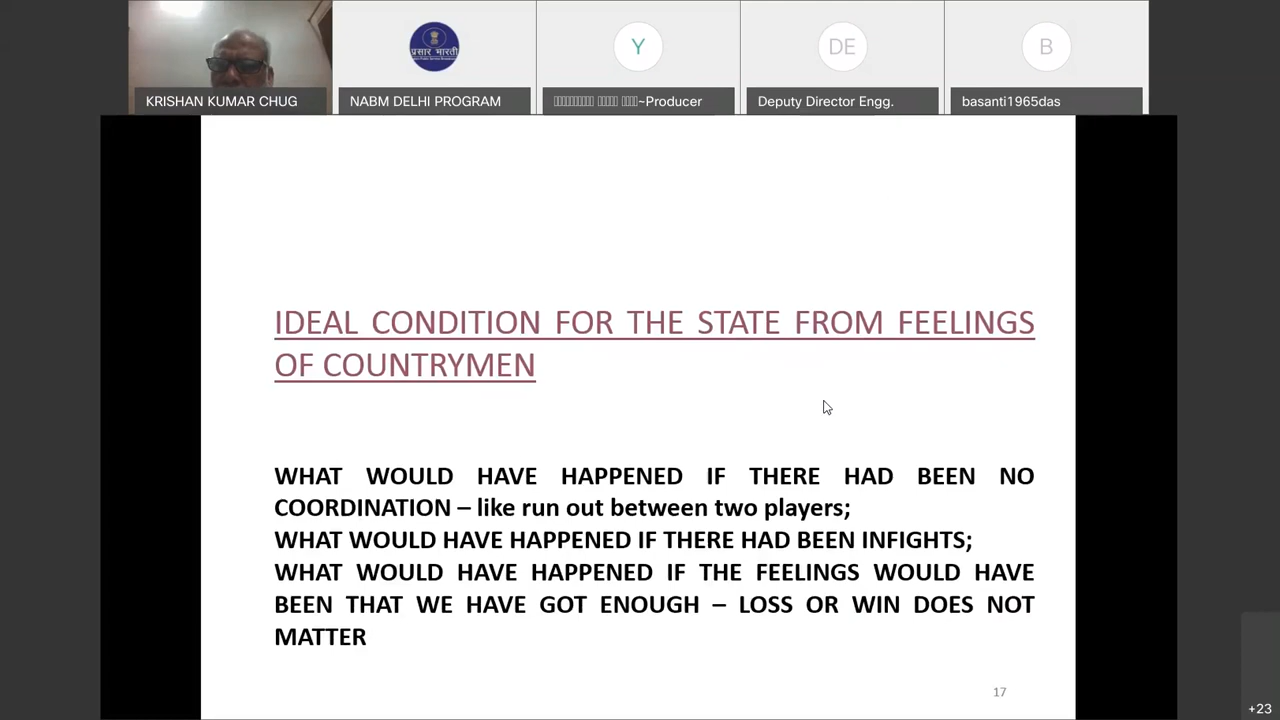 प्रसार भारती
Y
DE
B
KRISHAN KUMAR CHUG
NABM DELHI PROGRAM
~Producer
Deputy Director Engg.
basanti1965das
IDEAL CONDITION FOR THE STATE FROM FEELINGS
OF COUNTRYMEN
WHAT WOULD HAVE HAPPENED IF THERE HAD BEEN NO
COORDINATION – like run out between two players;
WHAT WOULD HAVE HAPPENED IF THERE HAD BEEN INFIGHTS;
WHAT WOULD HAVE HAPPENED IF THE FEELINGS WOULD HAVE
BEEN THAT WE HAVE GOT ENOUGH – LOSS OR WIN DOES NOT
MATTER
17
+23